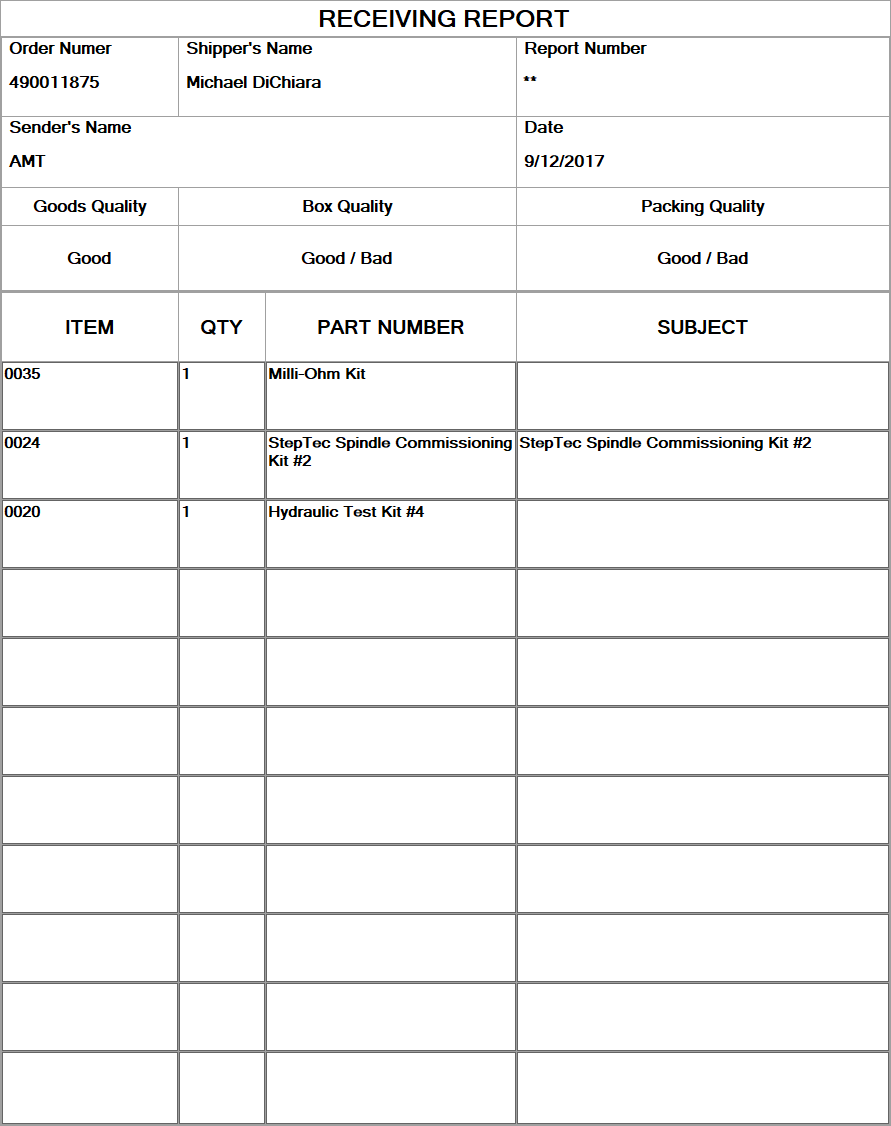 RECEIVING REPORT
Order Numer
Shipper's Name
Report Number
490011875
Michael DiChiara
**
Sender's Name
Date
AMT
9/12/2017
Goods Quality
Box Quality
Packing Quality
Good
Good / Bad
Good / Bad
ITEM
QTY
PART NUMBER
SUBJECT
0035
1
Milli-Ohm Kit
0024
1
StepTec Spindle Commissioning
Kit #2
StepTec Spindle Commissioning Kit #2
0020
1
Hydraulic Test Kit #4